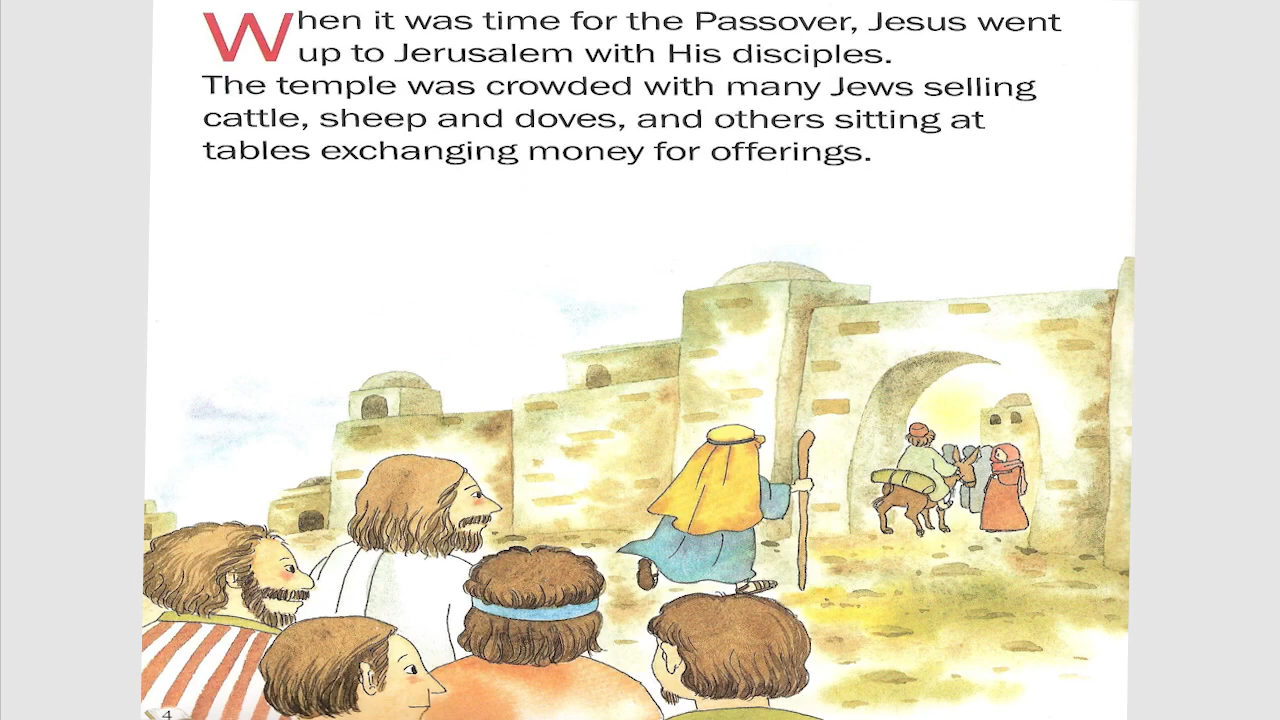 When it was time for the Passover, Jesus went
up to Jerusalem with His disciples.
The temple was crowded with many Jews selling
cattle, sheep and doves, and others sitting at
tables exchanging money for offerings.
4